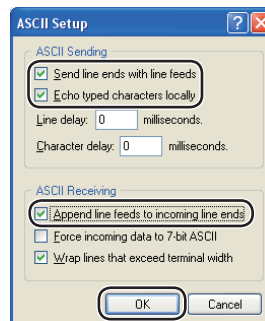 ASCII Setup
ASCII Sending
Send line ends with line feeds
Echo typed characters locally
Line delay: 0 milliseconds.
Character delay: 0 milliseconds.
ASCII Receiving
Append line feeds to incoming line ends
Force incoming data to 7-bit ASCII
Wrap lines that exceed terminal width
OK Cancel